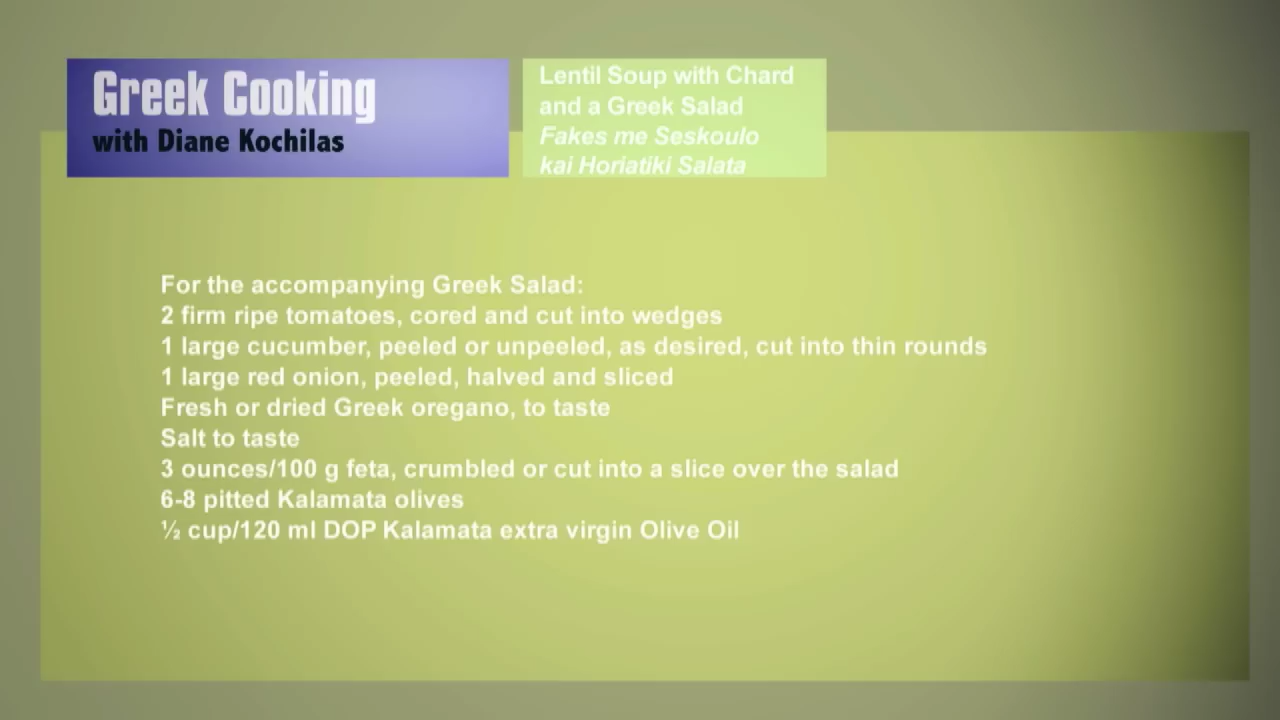 Greek Cooking
with Diane Kochilas
Lentil Soup with Chard
and a Greek Salad
Fakes me Seskoulo
kai Horiatiki Salata
For the accompanying Greek Salad:
2 firm ripe tomatoes, cored and cut into wedges
1 large cucumber, peeled or unpeeled, as desired, cut into thin rounds
1 large red onion, peeled, halved and sliced
Fresh or dried Greek oregano, to taste
Salt to taste
3 ounces/100 g feta, crumbled or cut into a slice over the salad
6-8 pitted Kalamata olives
½ cup/120 ml DOP Kalamata extra virgin Olive Oil